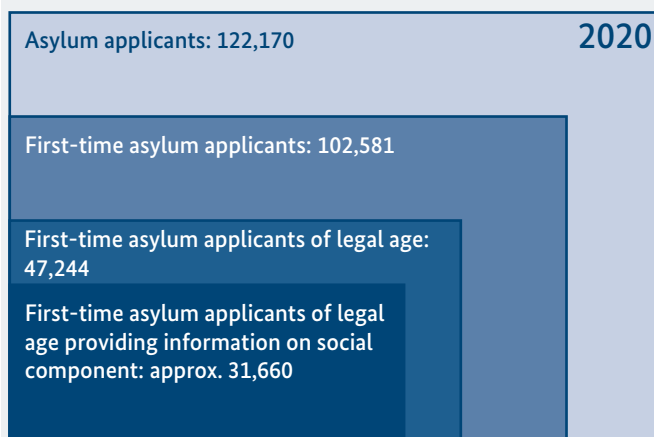 Asylum applicants: 122,170
2020
First-time asylum applicants: 102,581
First-time asylum applicants of legal age:
47,244
First-time asylum applicants of legal
age providing information on social
component: approx. 31,660